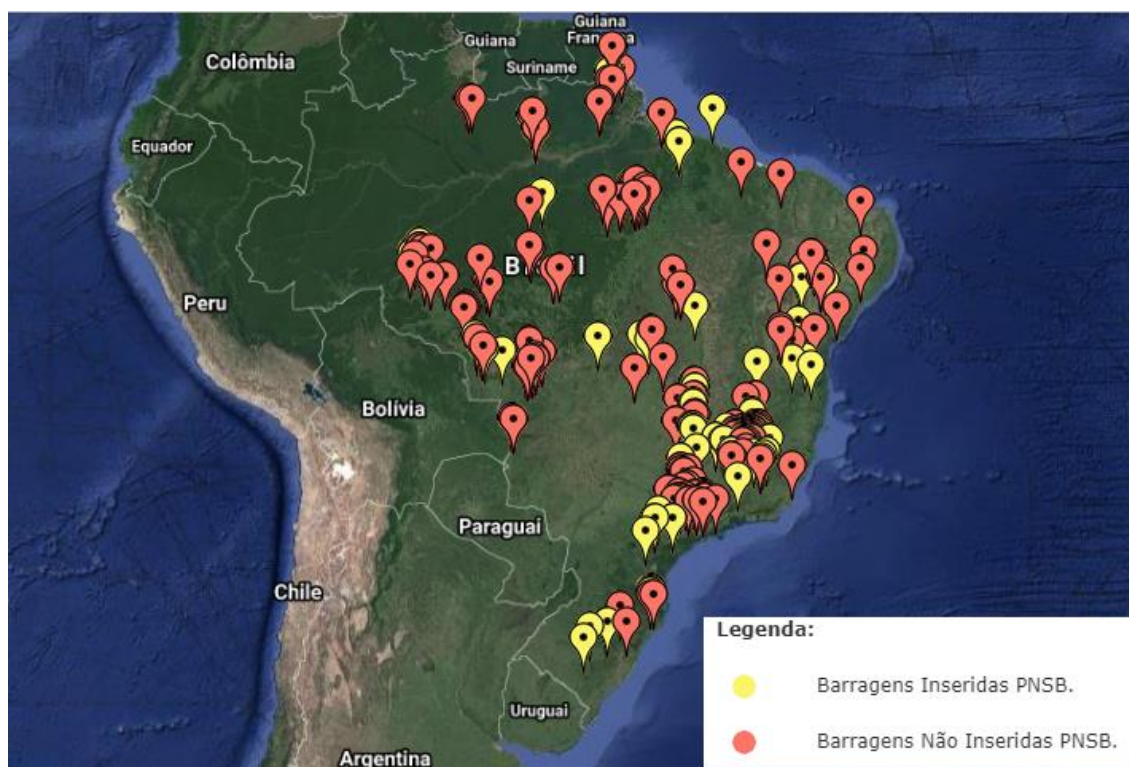 Guiana
Francesa
Guiana
Colômbia
Suriname
Equador
Brasil
Peru
Bolívia
Paraguai
Chile
Legenda:
Barragens Inseridas PNSB.
Uruguai
Barragens Não Inseridas PNSB.
Argentina